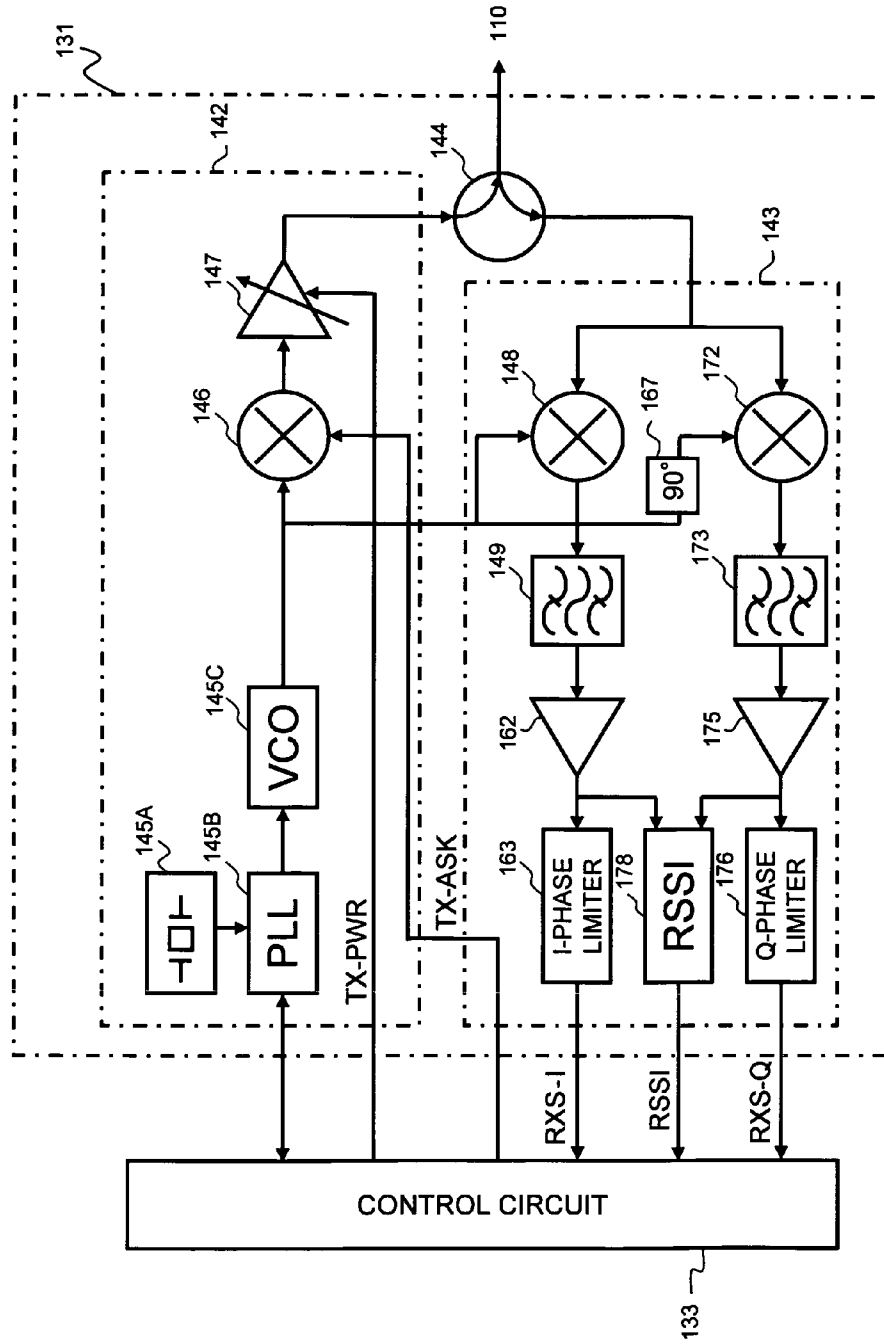 131
142
144
110
147
146
145A
145B
145C
PLL
VCO
TX-PWR
TX-ASK
143
148
172
167
90°
149
173
162
175
163
I-PHASE
LIMITER
178
RSSI
176
Q-PHASE
LIMITER
RXS-I
RSSI
RXS-Q
CONTROL CIRCUIT
133